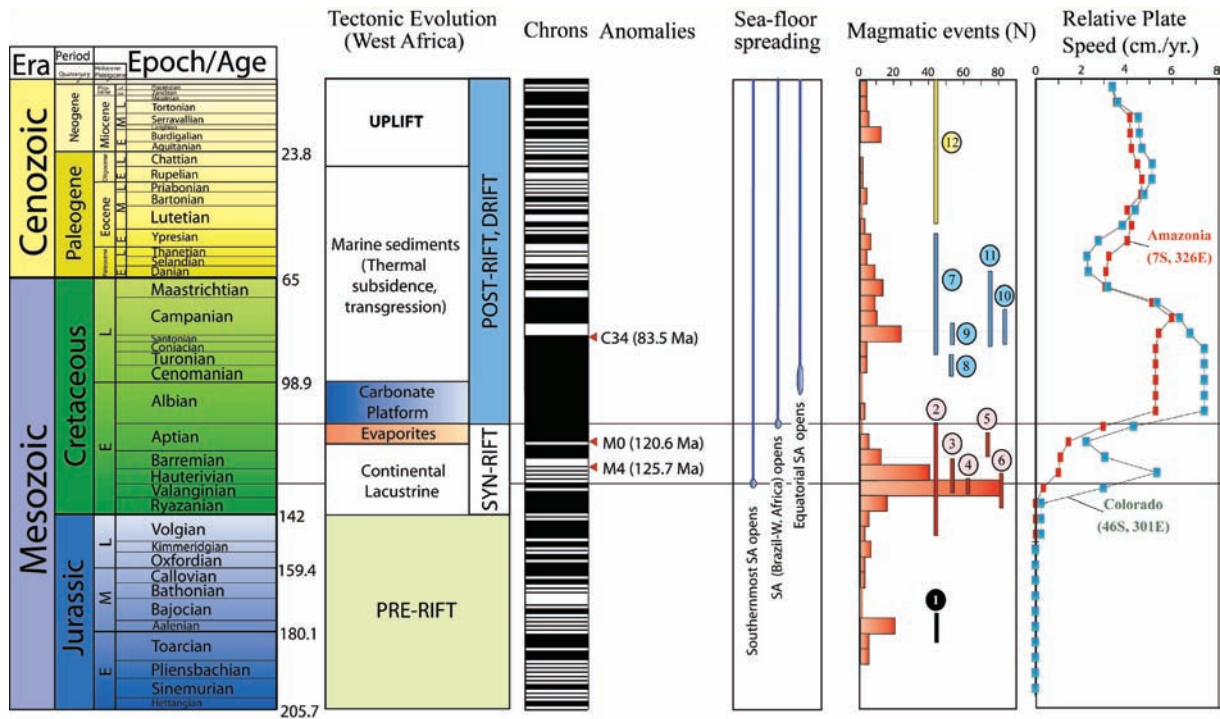 Tectonic Evolution
(West Africa)
Chrons
Anomalies
Sea-floor
spreading
Magmatic events (N)
Relative Plate
Speed (cm./yr.)
Era
Period
Epoch/Age
Quaternary
Holocene
Pleistocene
0 20 40 60 80
0 2 4 6 8
Cenozoic
Neogene
Miocene
L
M
E
Tortonian
Serravallian
Burdigalian
Aquitanian
23.8
Paleogene
Oligocene
L
E
Chattian
Rupelian
Eocene
L
M
E
Priabonian
Bartonian
Lutetian
Ypresian
Paleocene
L
E
Thanetian
Selandian
Danian
65
Mesozoic
Cretaceous
L
Maastrichtian
Campanian
Santonian
Coniacian
Turonian
Cenomanian
98.9
E
Albian
Aptian
Barremian
Hauterivian
Valanginian
Ryazanian
142
Jurassic
L
Volgian
Kimmeridgian
Oxfordian
159.4
M
Callovian
Bathonian
Bajocian
Aalenian
180.1
E
Toarcian
Pliensbachian
Sinemurian
Hettangian
205.7
UPLIFT
Marine sediments
(Thermal
subsidence,
transgression)
Carbonate
Platform
Evaporites
Continental
Lacustrine
PRE-RIFT
POST-RIFT, DRIFT
SYN-RIFT
C34 (83.5 Ma)
M0 (120.6 Ma)
M4 (125.7 Ma)
Southernmost SA opens
SA (Brazil-W. Africa) opens
Equatorial SA opens
12
11
7
10
9
8
2
5
3
4
6
1
Amazonia
(7S, 326E)
Colorado
(46S, 301E)